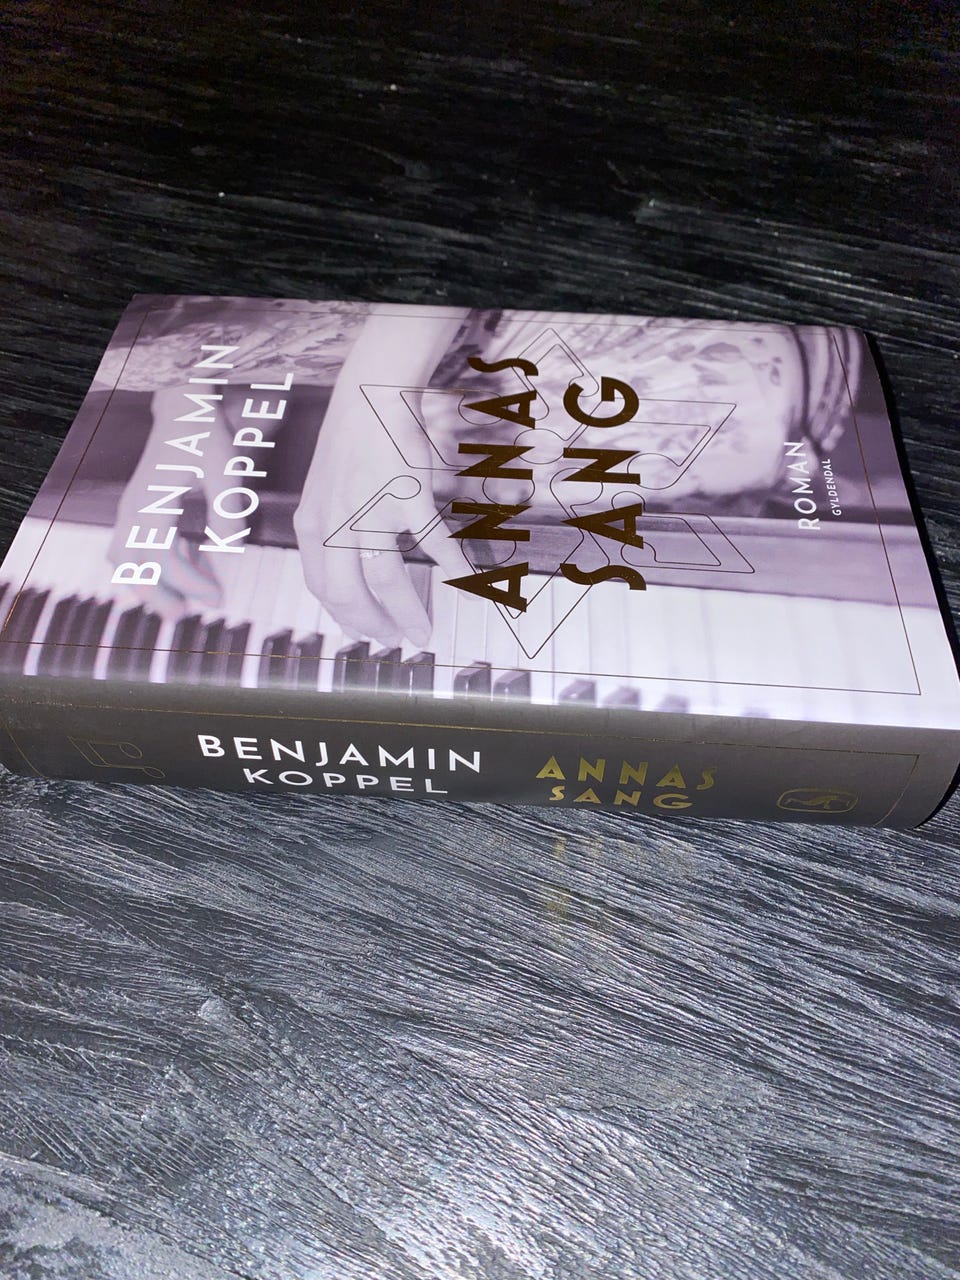 BENJAMIN
KOPPEL
ANNAS
SANG
ROMAN
GYLDENDAL
BENJAMIN
KOPPEL
ANNAS
SANG